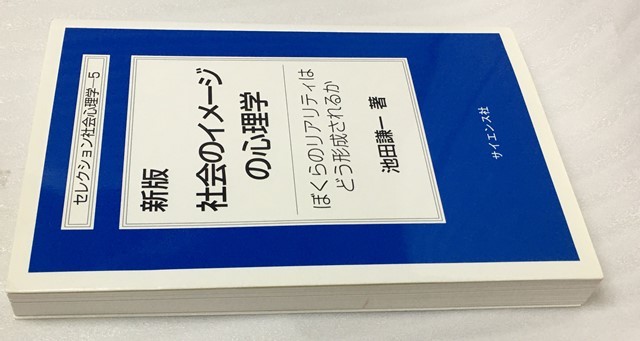 セレクション社会心理学―5
新版
社会のイメージ
の心理学
ぼくらのリアリティは
どう形成されるか
池田謙一 著
サイエンス社